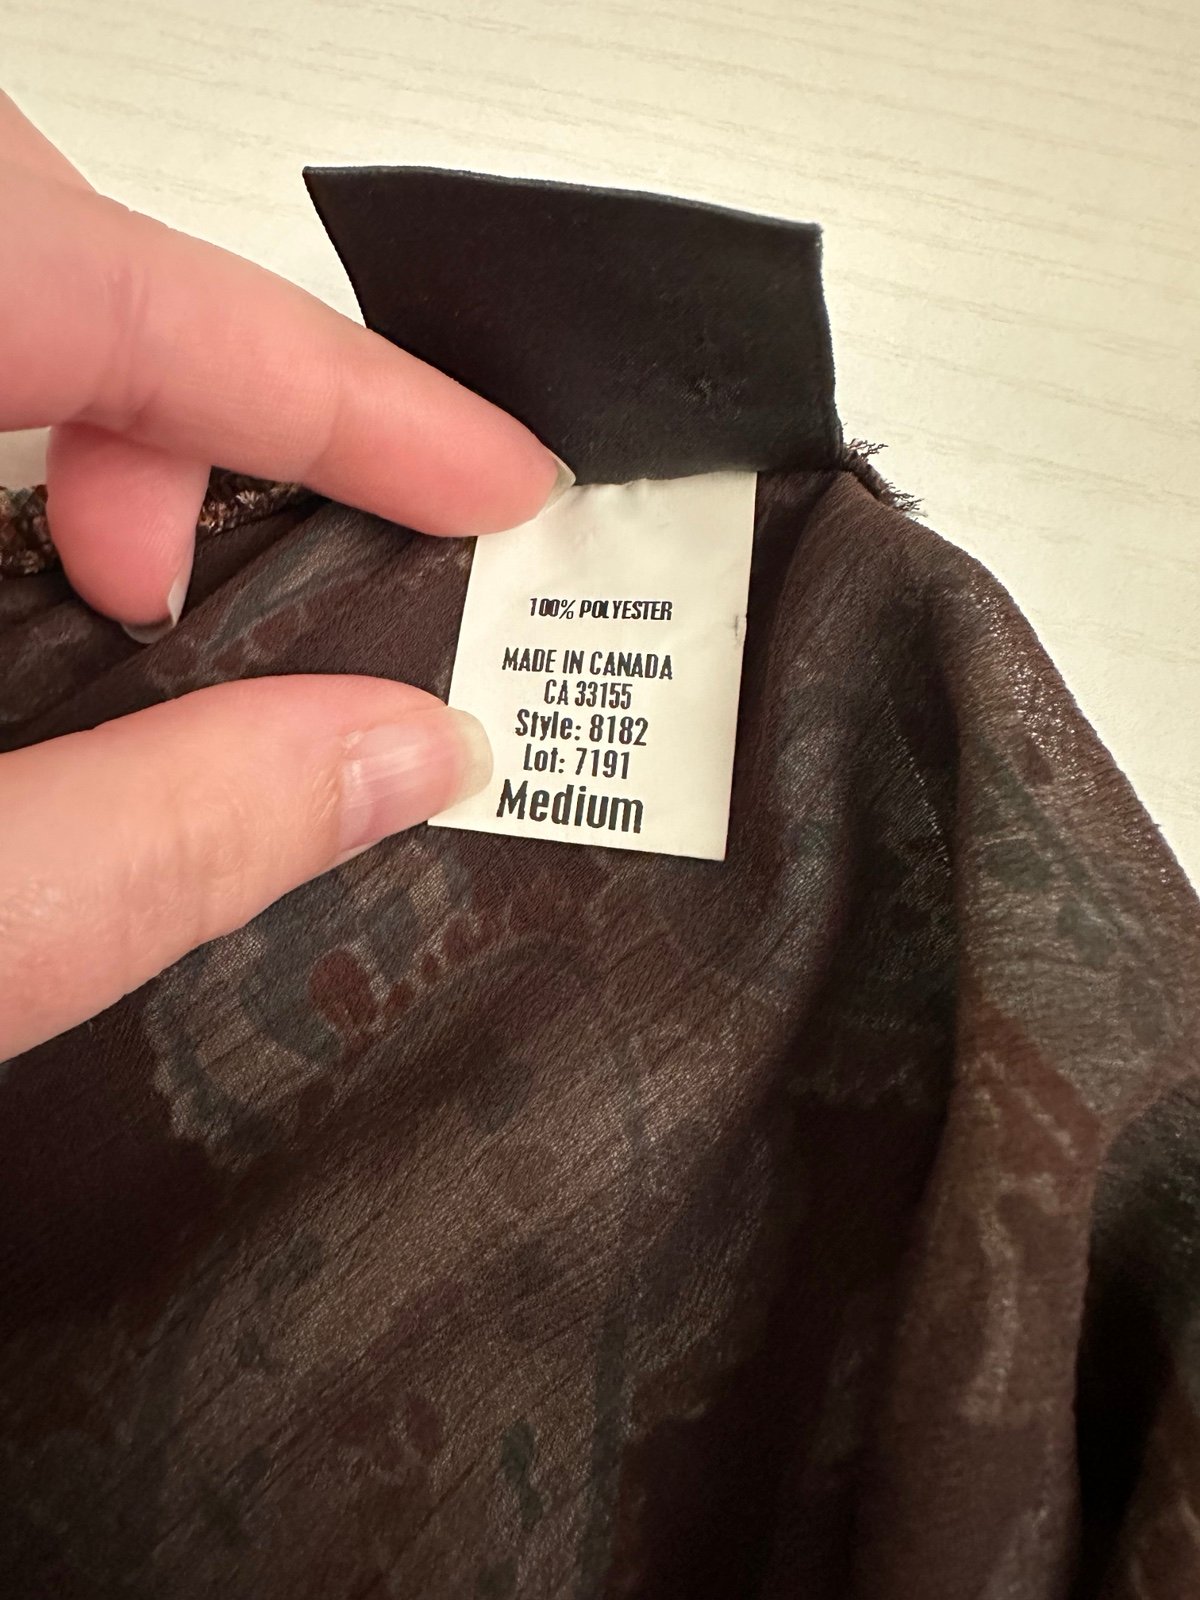 100% POLYESTER
MADE IN CANADA
CA 33155
Style: 8182
Lot: 7191
Medium